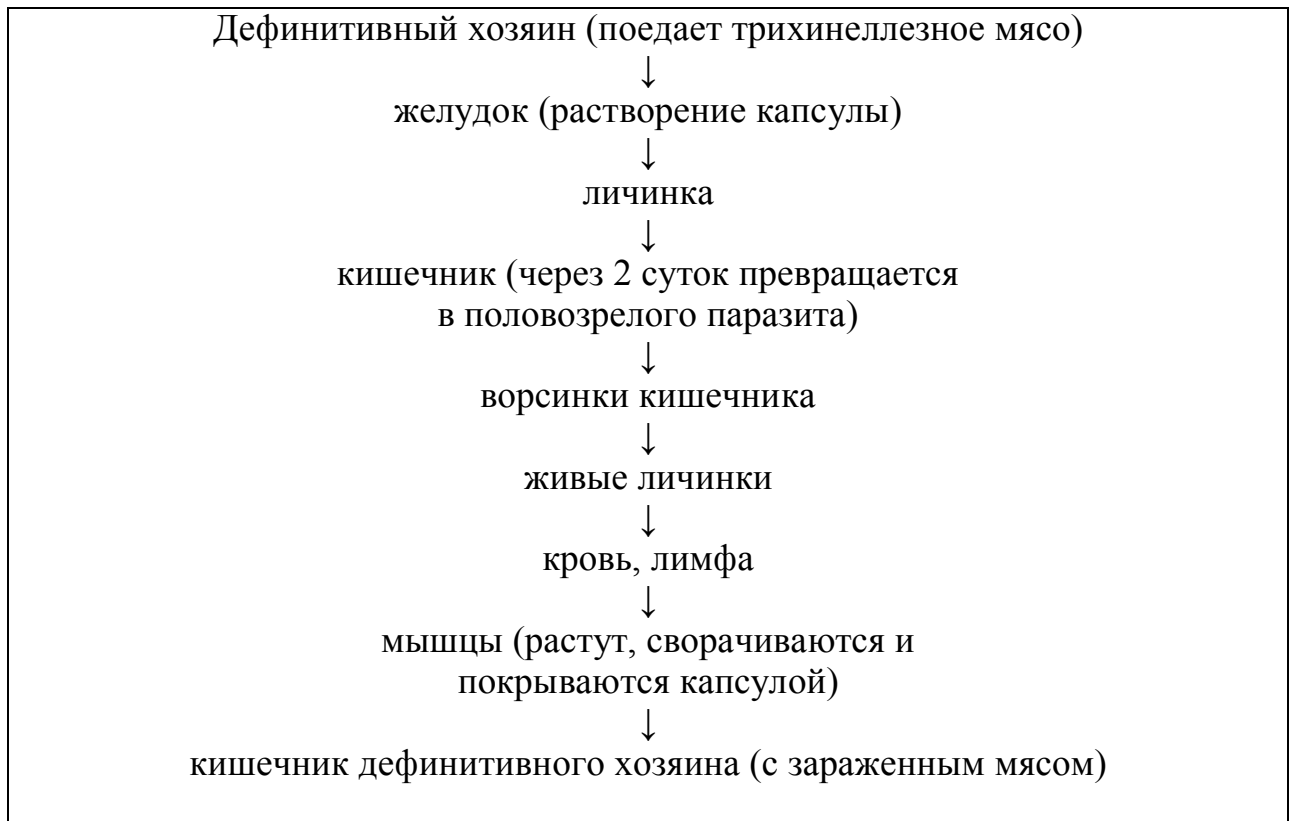 Дефинитивный хозяин (поедает трихинеллезное мясо)
↓
желудок (растворение капсулы)
↓
личинка
↓
кишечник (через 2 суток превращается
в половозрелого паразита)
↓
ворсинки кишечника
↓
живые личинки
↓
кровь, лимфа
↓
мышцы (растут, сворачиваются и
покрываются капсулой)
↓
кишечник дефинитивного хозяина (с зараженным мясом)